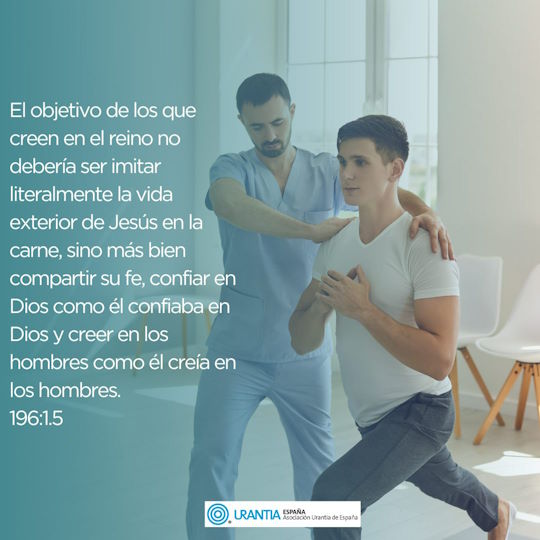 El objetivo de los que
creen en el reino no
debería ser imitar
literalmente la vida
exterior de Jesús en la
carne, sino más bien
compartir su fe, confiar en
Dios como él confiaba en
Dios y creer en los
hombres como él creía en
los hombres.
196:1.5
URANTIA ESPAÑA
Asociación Urantia de España